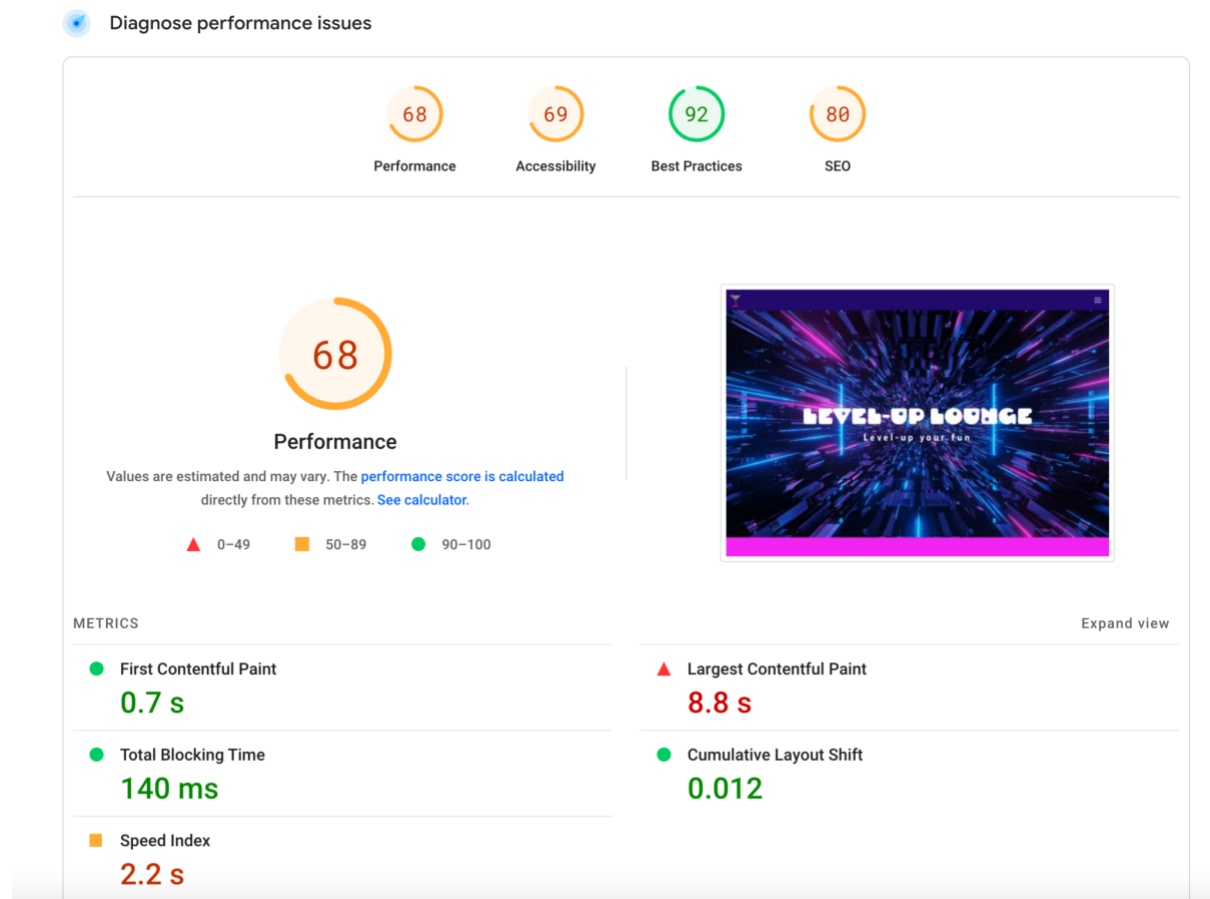 Diagnose performance issues
68
69
92
80
Performance
Accessibility
Best Practices
SEO
68
Performance
Values are estimated and may vary. The performance score is calculated
directly from these metrics. See calculator.
0–49
50–89
90–100
LEVEL-UP LOUNGE
Level-up your fun
METRICS
Expand view
First Contentful Paint
0.7 s
Largest Contentful Paint
8.8 s
Total Blocking Time
140 ms
Cumulative Layout Shift
0.012
Speed Index
2.2 s